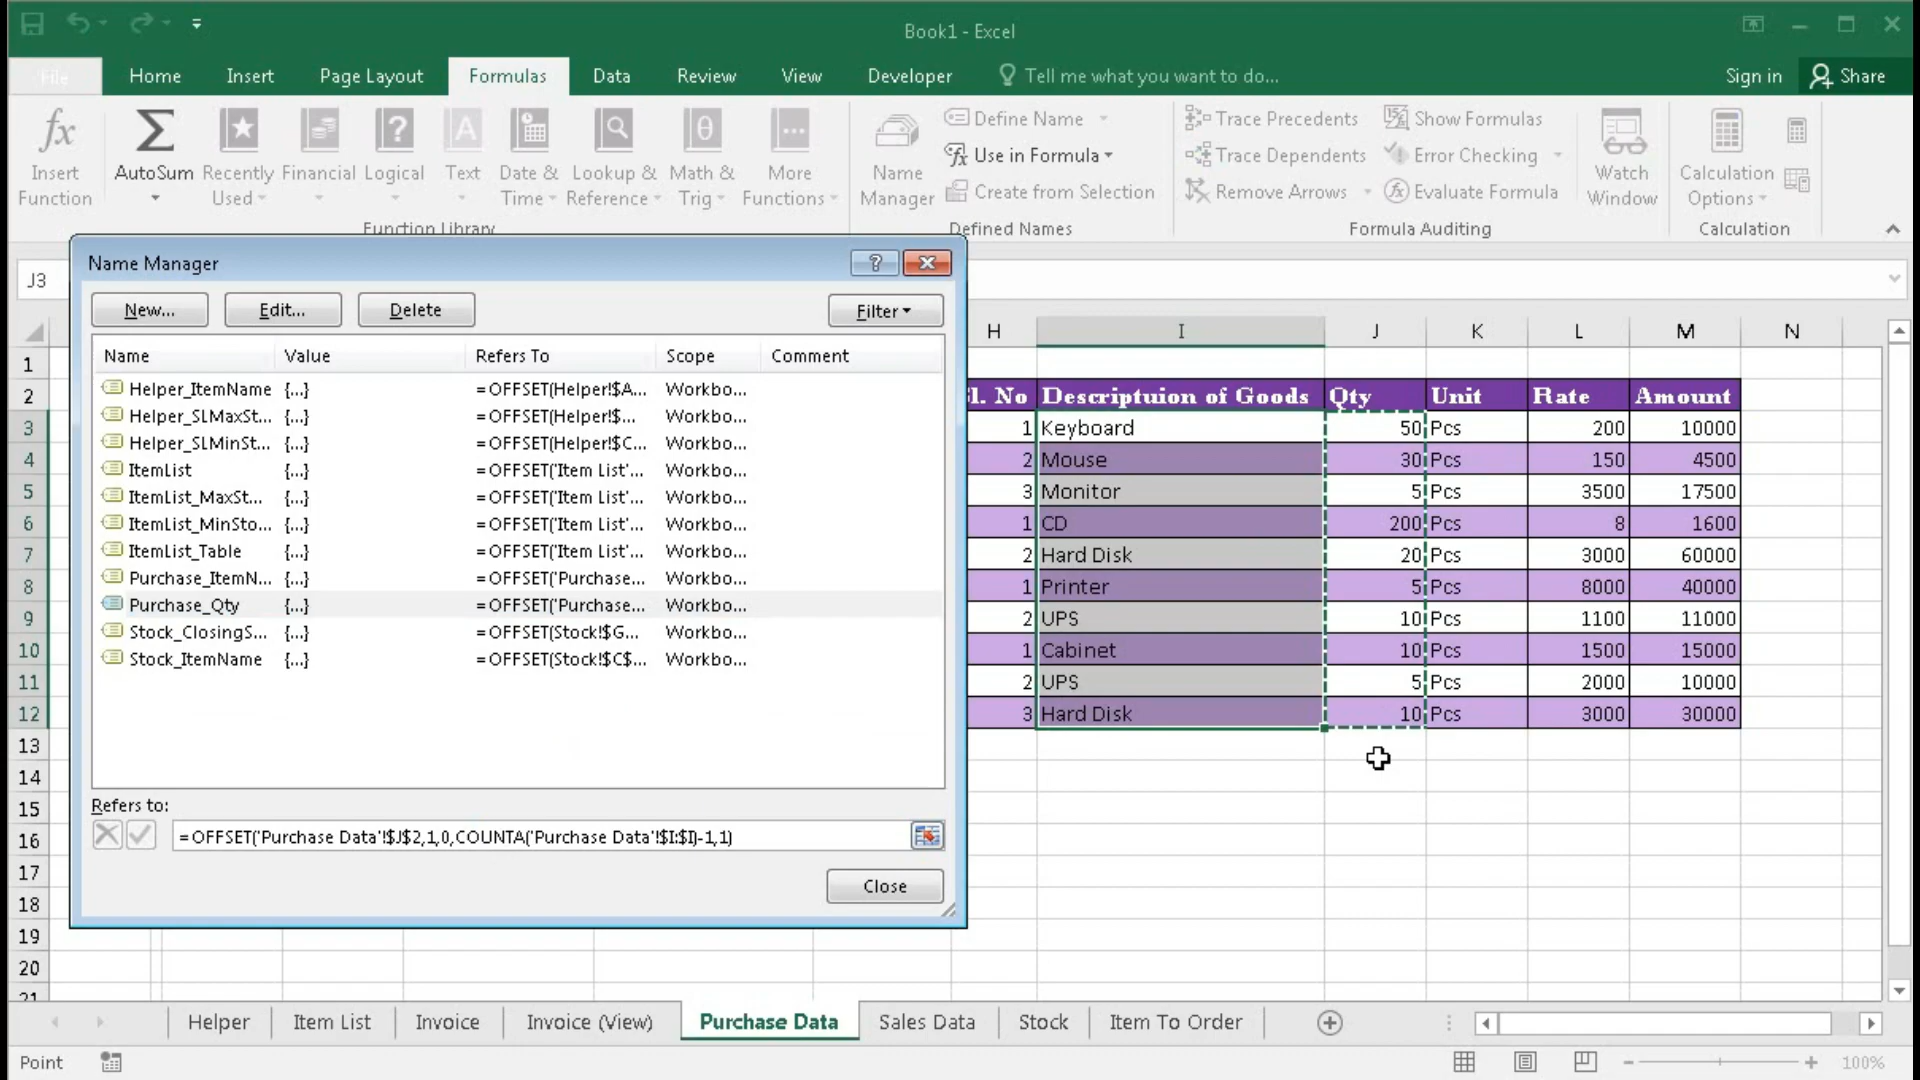 Book1 - Excel
File Home Insert Page Layout Formulas Data Review View Developer Tell me what you want to do... Sign in Share
Insert Function
AutoSum
Recently Used
Financial
Logical
Text
Date & Time
Lookup & Reference
Math & Trig
More Functions
Function Library
Name Manager
Define Name
Use in Formula
Create from Selection
Defined Names
Trace Precedents
Trace Dependents
Remove Arrows
Show Formulas
Error Checking
Evaluate Formula
Formula Auditing
Watch Window
Calculation Options
Calculation
J3
Name Manager
New... Edit... Delete Filter
Name Value Refers To Scope Comment
Helper_ItemName {...} =OFFSET(Helper!$A... Workbo...
Helper_SLMaxSt... {...} =OFFSET(Helper!$... Workbo...
Helper_SLMinSt... {...} =OFFSET(Helper!$C... Workbo...
ItemList {...} =OFFSET('Item List'... Workbo...
ItemList_MaxSt... {...} =OFFSET('Item List'... Workbo...
ItemList_MinSto... {...} =OFFSET('Item List'... Workbo...
ItemList_Table {...} =OFFSET('Item List'... Workbo...
Purchase_ItemN... {...} =OFFSET('Purchase... Workbo...
Purchase_Qty {...} =OFFSET('Purchase... Workbo...
Stock_ClosingS... {...} =OFFSET(Stock!$G... Workbo...
Stock_ItemName {...} =OFFSET(Stock!$C$... Workbo...
Refers to:
=OFFSET('Purchase Data'!$J$2,1,0,COUNTA('Purchase Data'!$I:$I)-1,1)
Close
H I J K L M N
1
2 l. No Descriptuion of Goods Qty Unit Rate Amount
3 1 Keyboard 50 Pcs 200 10000
4 2 Mouse 30 Pcs 150 4500
5 3 Monitor 5 Pcs 3500 17500
6 1 CD 200 Pcs 8 1600
7 2 Hard Disk 20 Pcs 3000 60000
8 1 Printer 5 Pcs 8000 40000
9 2 UPS 10 Pcs 1100 11000
10 1 Cabinet 10 Pcs 1500 15000
11 2 UPS 5 Pcs 2000 10000
12 3 Hard Disk 10 Pcs 3000 30000
13
14
15
16
17
18
19
20
21
Helper Item List Invoice Invoice (View) Purchase Data Sales Data Stock Item To Order
Point 100%